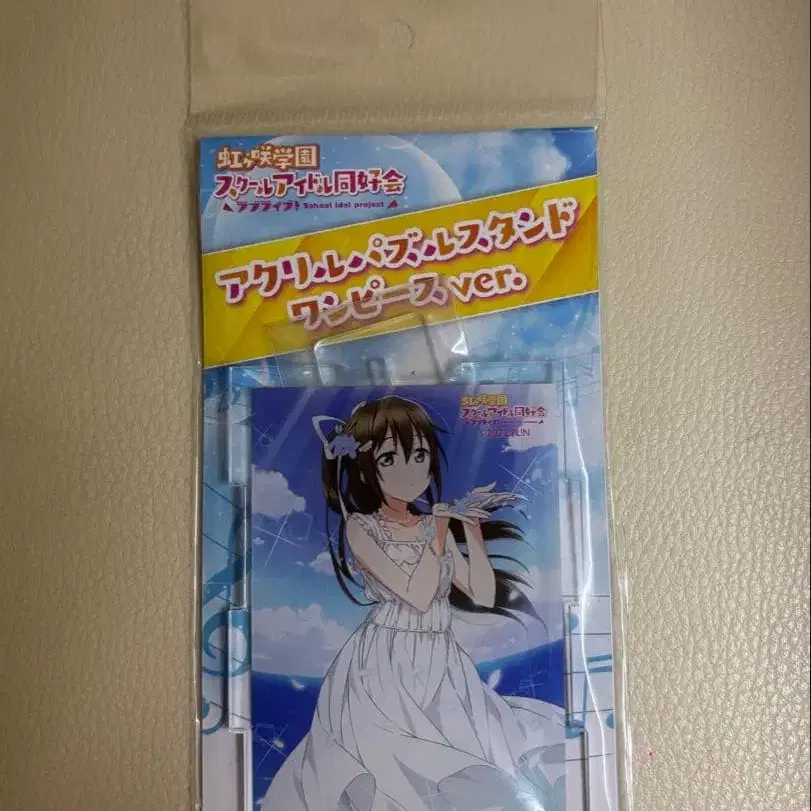 虹ヶ咲学園
スクールアイドル同好会
ラブライブ! School idol project
アクリルパズルスタンド
ワンピースver.
虹ヶ咲学園
スクールアイドル同好会